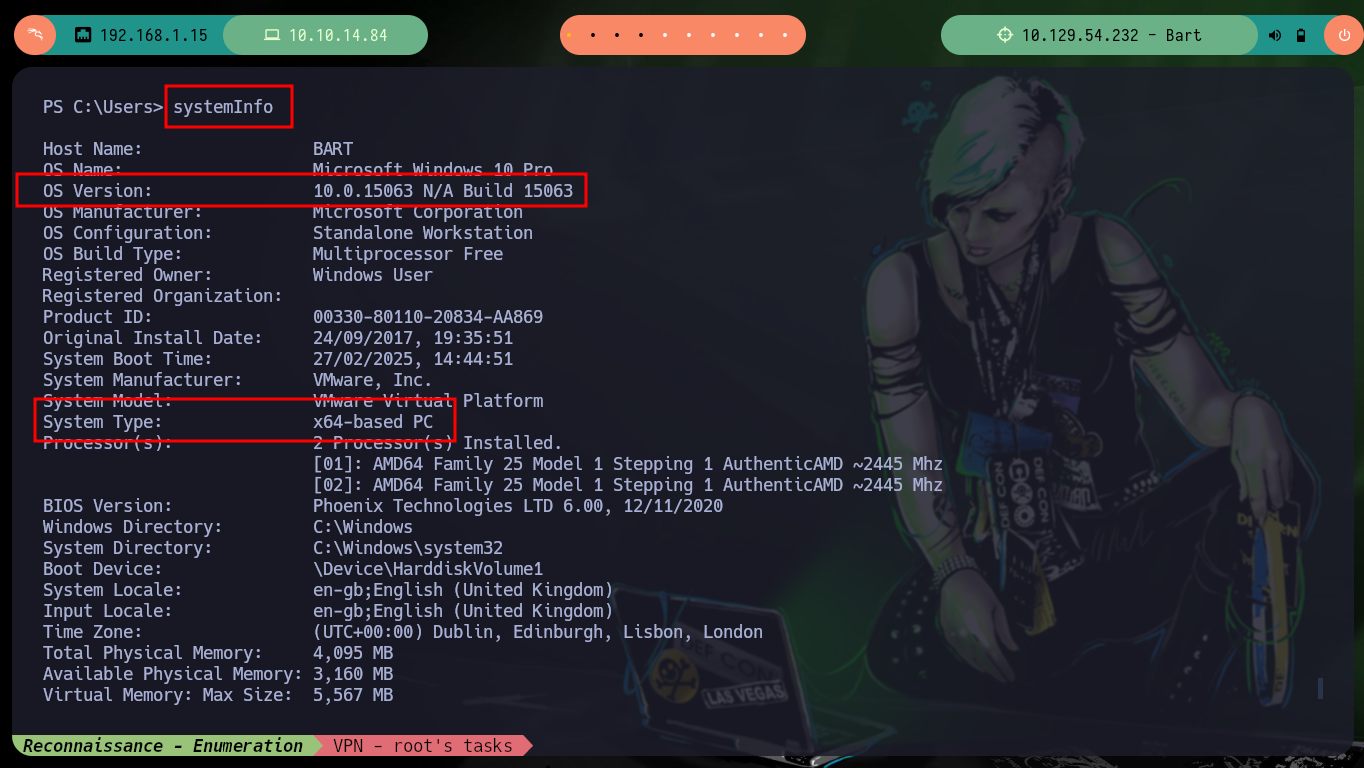 192.168.1.15
10.10.14.84
10.129.54.232 - Bart
PS C:\Users> systemInfo
Host Name: BART
OS Name: Microsoft Windows 10 Pro
OS Version: 10.0.15063 N/A Build 15063
OS Manufacturer: Microsoft Corporation
OS Configuration: Standalone Workstation
OS Build Type: Multiprocessor Free
Registered Owner: Windows User
Registered Organization:
Product ID: 00330-80110-20834-AA869
Original Install Date: 24/09/2017, 19:35:51
System Boot Time: 27/02/2025, 14:44:51
System Manufacturer: VMware, Inc.
System Model: VMware Virtual Platform
System Type: x64-based PC
Processor(s): 2 Processor(s) Installed.
[01]: AMD64 Family 25 Model 1 Stepping 1 AuthenticAMD ~2445 Mhz
[02]: AMD64 Family 25 Model 1 Stepping 1 AuthenticAMD ~2445 Mhz
BIOS Version: Phoenix Technologies LTD 6.00, 12/11/2020
Windows Directory: C:\Windows
System Directory: C:\Windows\system32
Boot Device: \Device\HarddiskVolume1
System Locale: en-gb;English (United Kingdom)
Input Locale: en-gb;English (United Kingdom)
Time Zone: (UTC+00:00) Dublin, Edinburgh, Lisbon, London
Total Physical Memory: 4,095 MB
Available Physical Memory: 3,160 MB
Virtual Memory: Max Size: 5,567 MB
DEF CON
LAS VEGAS
DEF CON
DEF CON
Reconnaissance - Enumeration
VPN - root's tasks